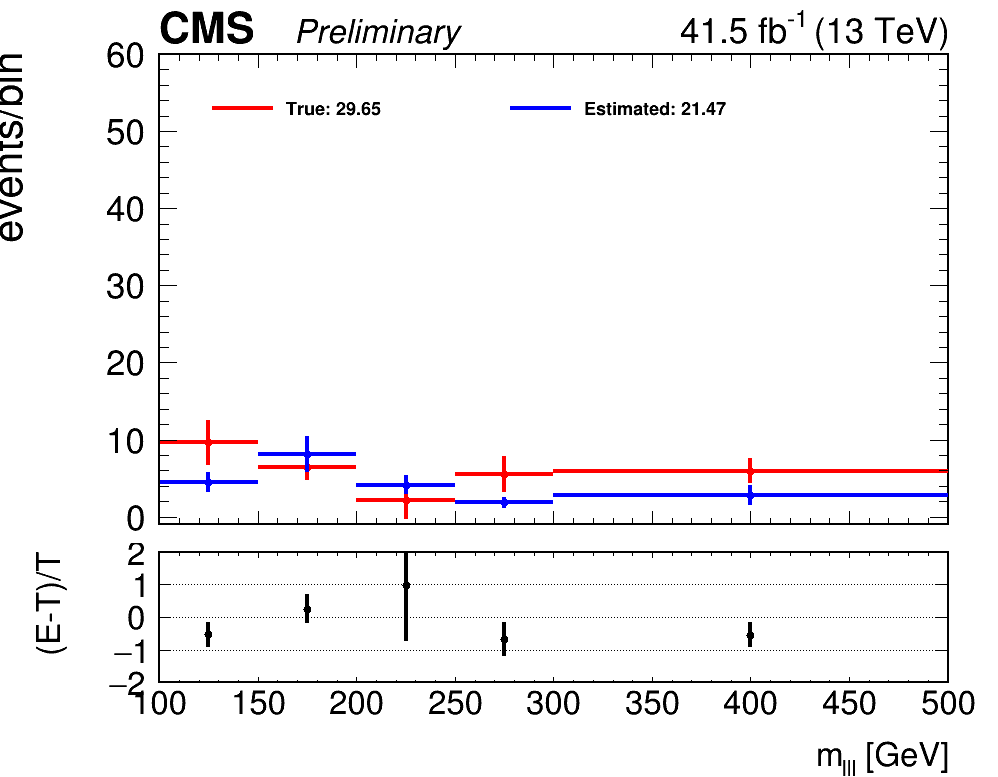 CMS Preliminary 41.5 fb-1 (13 TeV)
events/bin
60
True: 29.65 Estimated: 21.47
50
40
30
20
10
0
(E-T)/T
2
1
0
−1
−2
100 150 200 250 300 350 400 450 500
mlll [GeV]